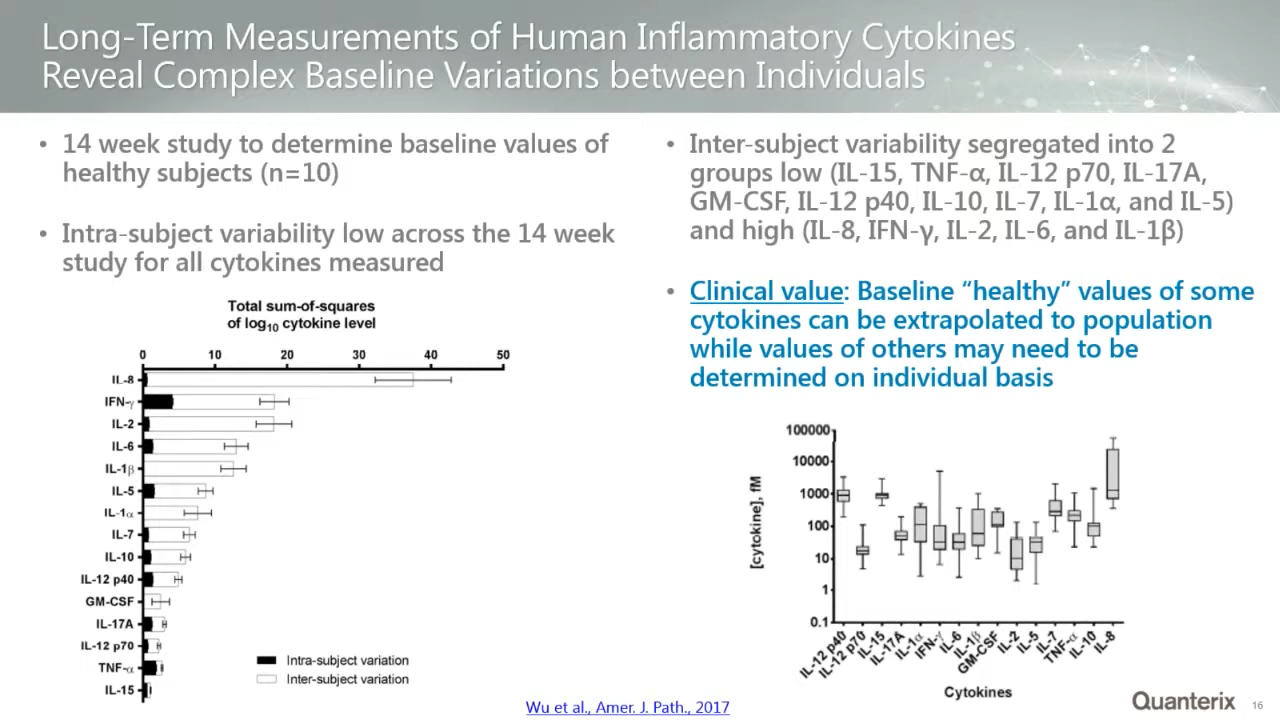 Long-Term Measurements of Human Inflammatory Cytokines
Reveal Complex Baseline Variations between Individuals
• 14 week study to determine baseline values of
healthy subjects (n=10)
• Intra-subject variability low across the 14 week
study for all cytokines measured
Total sum-of-squares
of log10 cytokine level
0 10 20 30 40 50
IL-8
IFN-γ
IL-2
IL-6
IL-1β
IL-5
IL-1α
IL-7
IL-10
IL-12 p40
GM-CSF
IL-17A
IL-12 p70
TNF-α
IL-15
Intra-subject variation
Inter-subject variation
• Inter-subject variability segregated into 2
groups low (IL-15, TNF-α, IL-12 p70, IL-17A,
GM-CSF, IL-12 p40, IL-10, IL-7, IL-1α, and IL-5)
and high (IL-8, IFN-γ, IL-2, IL-6, and IL-1β)
• Clinical value: Baseline “healthy” values of some
cytokines can be extrapolated to population
while values of others may need to be
determined on individual basis
[cytokine], fM
100000
10000
1000
100
10
1
0.1
IL-12 p40
IL-12 p70
IL-15
IL-17A
IL-1α
IFN-γ
IL-6
IL-1β
GM-CSF
IL-2
IL-5
IL-7
TNF-α
IL-10
IL-8
Cytokines
Wu et al., Amer. J. Path., 2017
Quanterix
16